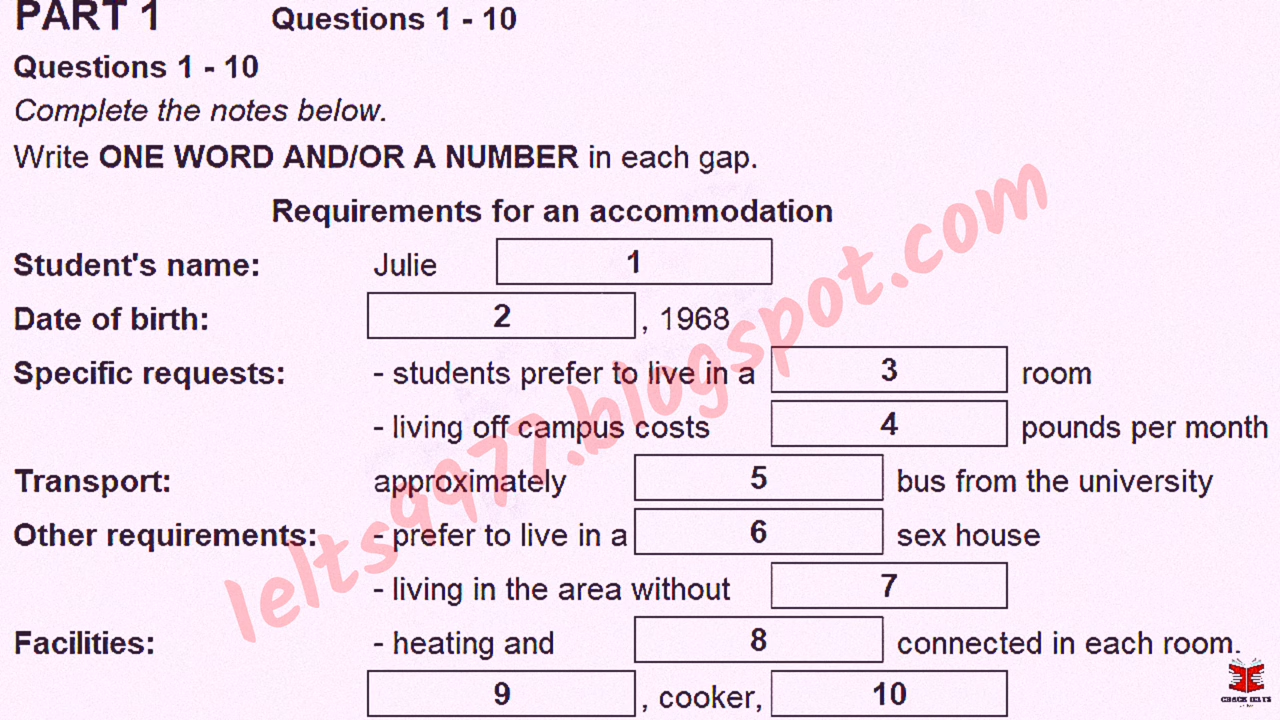 PART 1 Questions 1 - 10
Questions 1 - 10
Complete the notes below.
Write ONE WORD AND/OR A NUMBER in each gap.
Requirements for an accommodation
Student's name: Julie 1
Date of birth: 2 , 1968
Specific requests: - students prefer to live in a 3 room
- living off campus costs 4 pounds per month
Transport: approximately 5 bus from the university
Other requirements: - prefer to live in a 6 sex house
- living in the area without 7
Facilities: - heating and 8 connected in each room.
9 , cooker, 10
Ielts9977.blogspot.com
CRACK IELTS